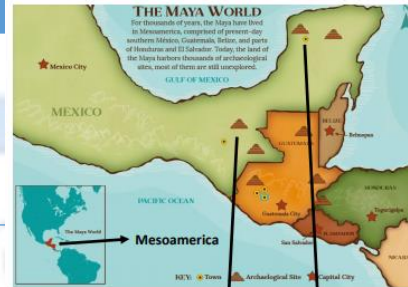 THE MAYA WORLD
For thousands of years, the Maya have lived
in Mesoamerica, comprised of present-day
southern México, Guatemala, Belize, and parts
of Honduras and El Salvador. Today, the land of
the Maya harbors thousands of archaeological
sites, most of them are still unexplored.
Mexico City
GULF OF MEXICO
MEXICO
BELIZE
Belmopan
GUATEMALA
PACIFIC OCEAN
HONDURAS
Guatemala City
Tegucigalpa
The Maya World
Mesoamerica
San Salvador
EL SALVADOR
KEY: Town Archaeological Site Capital City